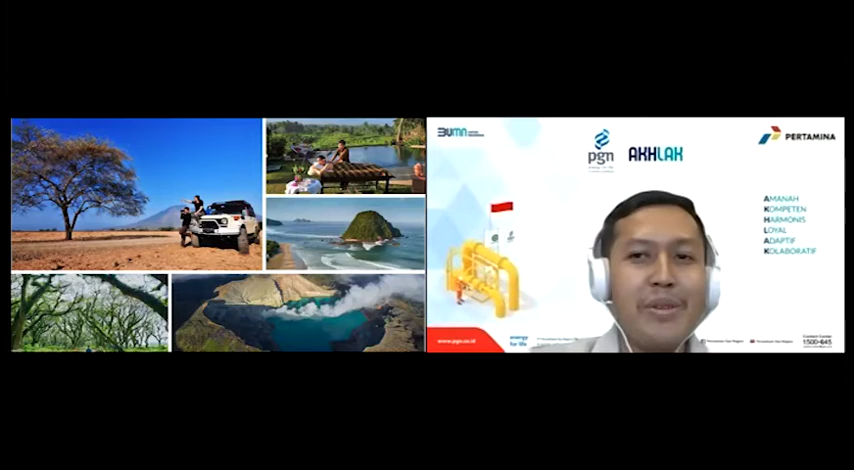 BUMN
pgn
AKHLAK
PERTAMINA
AMANAH
KOMPETEN
HARMONIS
LOYAL
ADAPTIF
KOLABORATIF
www.pgn.co.id
energy
for life
Contact Center
1500-645